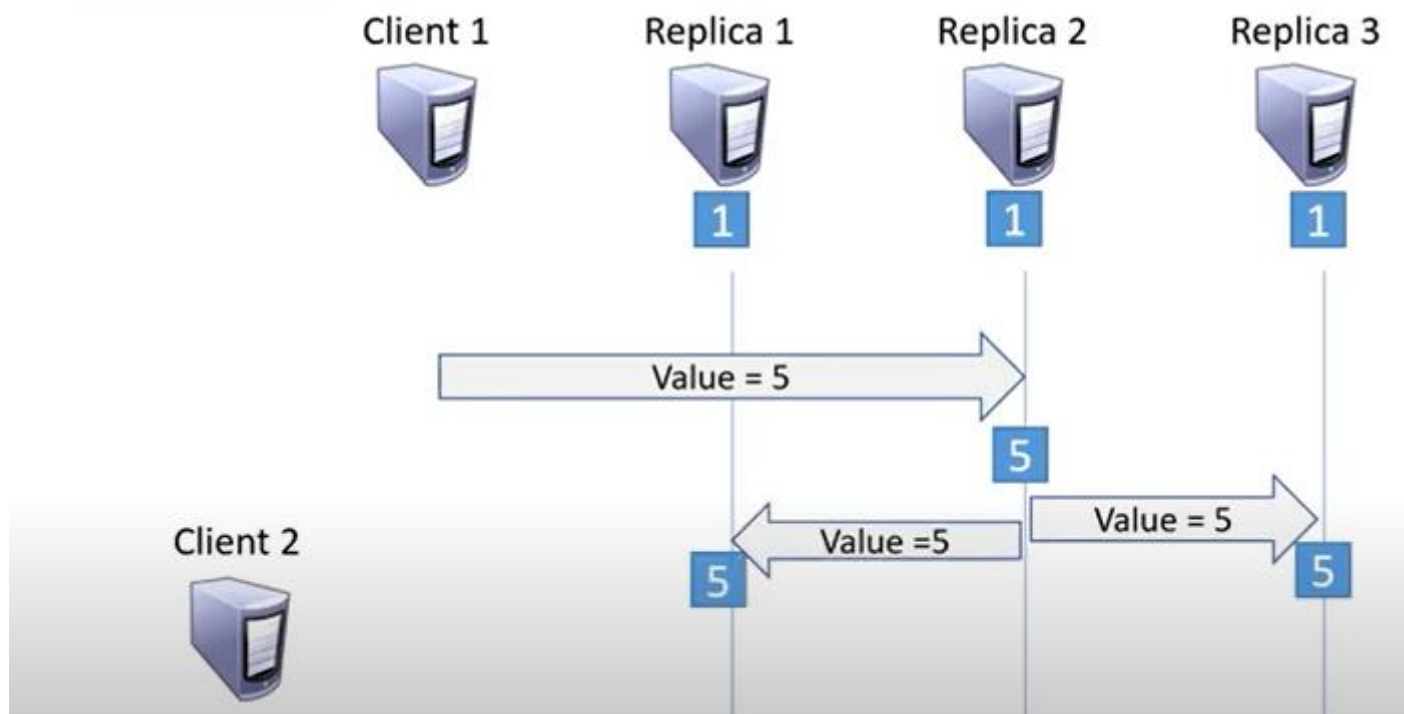 Client 1
Replica 1
Replica 2
Replica 3
1
1
1
Value = 5
5
Value =5
Value = 5
5
5
Client 2